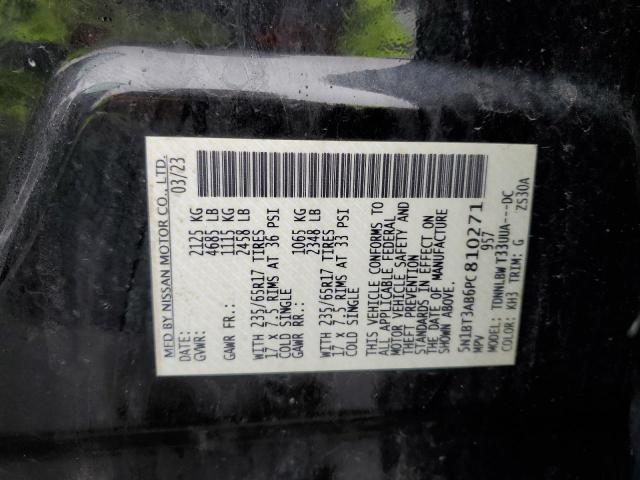 MFD BY NISSAN MOTOR CO., LTD.
DATE: 03/23
GVWR: 2125 KG
4685 LB
GAWR FR.: 1115 KG
2458 LB
WITH 235/65R17 TIRES
17 X 7.5 RIMS AT 36 PSI
COLD SINGLE
GAWR RR.: 1065 KG
2348 LB
WITH 235/65R17 TIRES
17 X 7.5 RIMS AT 33 PSI
COLD SINGLE
THIS VEHICLE CONFORMS TO
ALL APPLICABLE FEDERAL
MOTOR VEHICLE SAFETY AND
THEFT PREVENTION
STANDARDS IN EFFECT ON
THE DATE OF MANUFACTURE
SHOWN ABOVE.
5N1BT3AB6PC810271
MPV 957
MODEL: TDNNLBWT33UUA---DC
COLOR: KH3 TRIM: G ZS30A